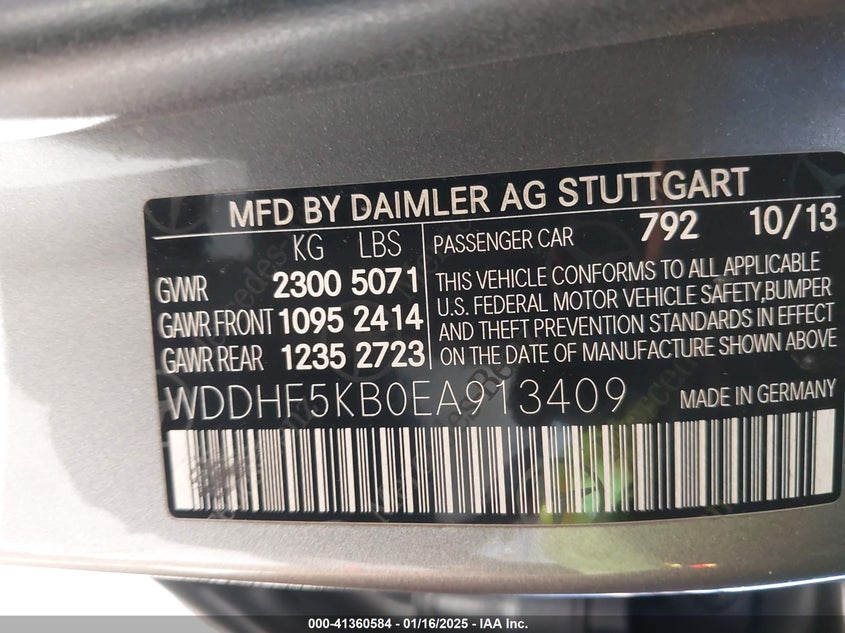 MFD BY DAIMLER AG STUTTGART
KG LBS
GVWR 2300 5071
GAWR FRONT 1095 2414
GAWR REAR 1235 2723
PASSENGER CAR 792 10/13
THIS VEHICLE CONFORMS TO ALL APPLICABLE
U.S. FEDERAL MOTOR VEHICLE SAFETY,BUMPER
AND THEFT PREVENTION STANDARDS IN EFFECT
ON THE DATE OF MANUFACTURE SHOWN ABOVE
WDDHF5KB0EA913409 MADE IN GERMANY
000-41360584 - 01/16/2025 - IAA Inc.